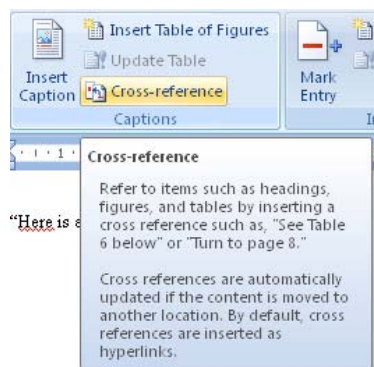 Insert Table of Figures
Update Table
Insert
Caption
Cross-reference
Captions
Mark
Entry
1
Cross-reference
Refer to items such as headings,
figures, and tables by inserting a
cross reference such as, "See Table
6 below" or "Turn to page 8."
Cross references are automatically
updated if the content is moved to
another location. By default, cross
references are inserted as
hyperlinks.
“Here is